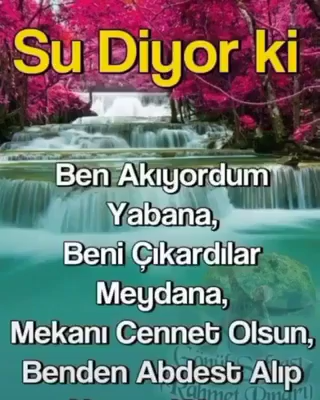 Su Diyor ki
Ben Akıyordum
Yabana,
Beni Çıkardılar
Meydana,
Mekanı Cennet Olsun,
Benden Abdest Alıp